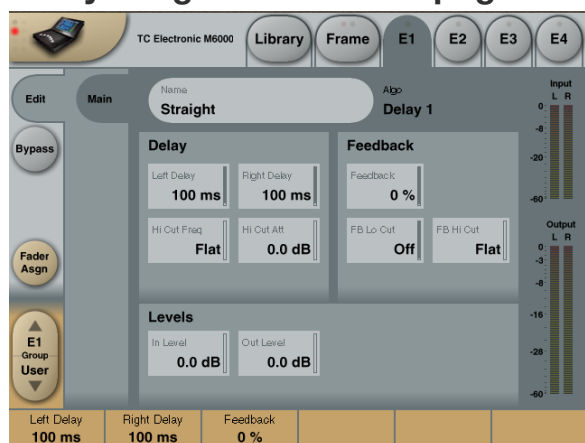 TC Electronic M6000
Library
Frame
E1
E2
E3
E4
Edit
Main
Name
Straight
Algo
Delay 1
Input
L R
0
-8
-20
-60
Bypass
Delay
Left Delay
100 ms
Right Delay
100 ms
Hi Cut Freq
Flat
Hi Cut Att
0.0 dB
Feedback
Feedback
0 %
FB Lo Cut
Off
FB Hi Cut
Flat
Output
L R
0
-3
-8
-16
-28
-60
Fader
Asgn
Levels
In Level
0.0 dB
Out Level
0.0 dB
E1
Group
User
Left Delay
100 ms
Right Delay
100 ms
Feedback
0 %